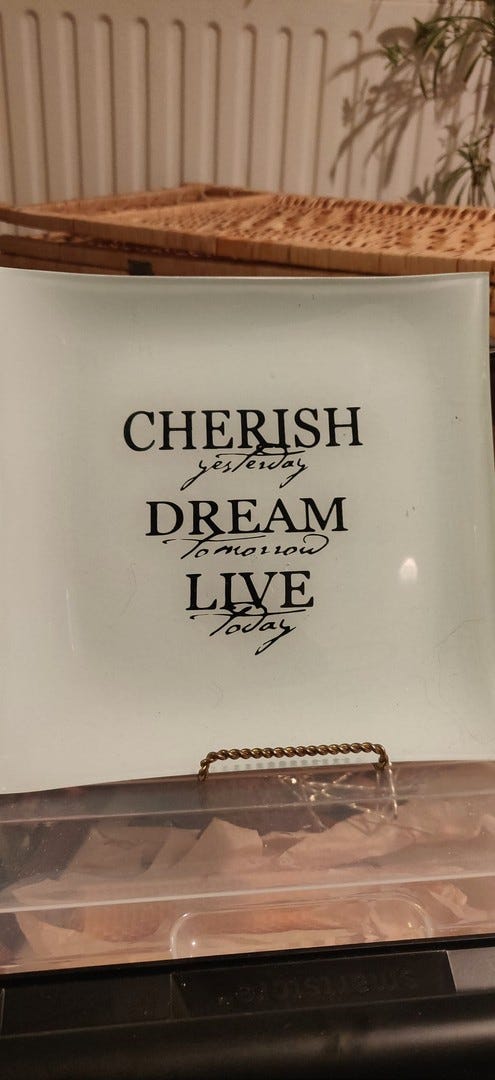 CHERISH
yesterday
DREAM
tomorrow
LIVE
today